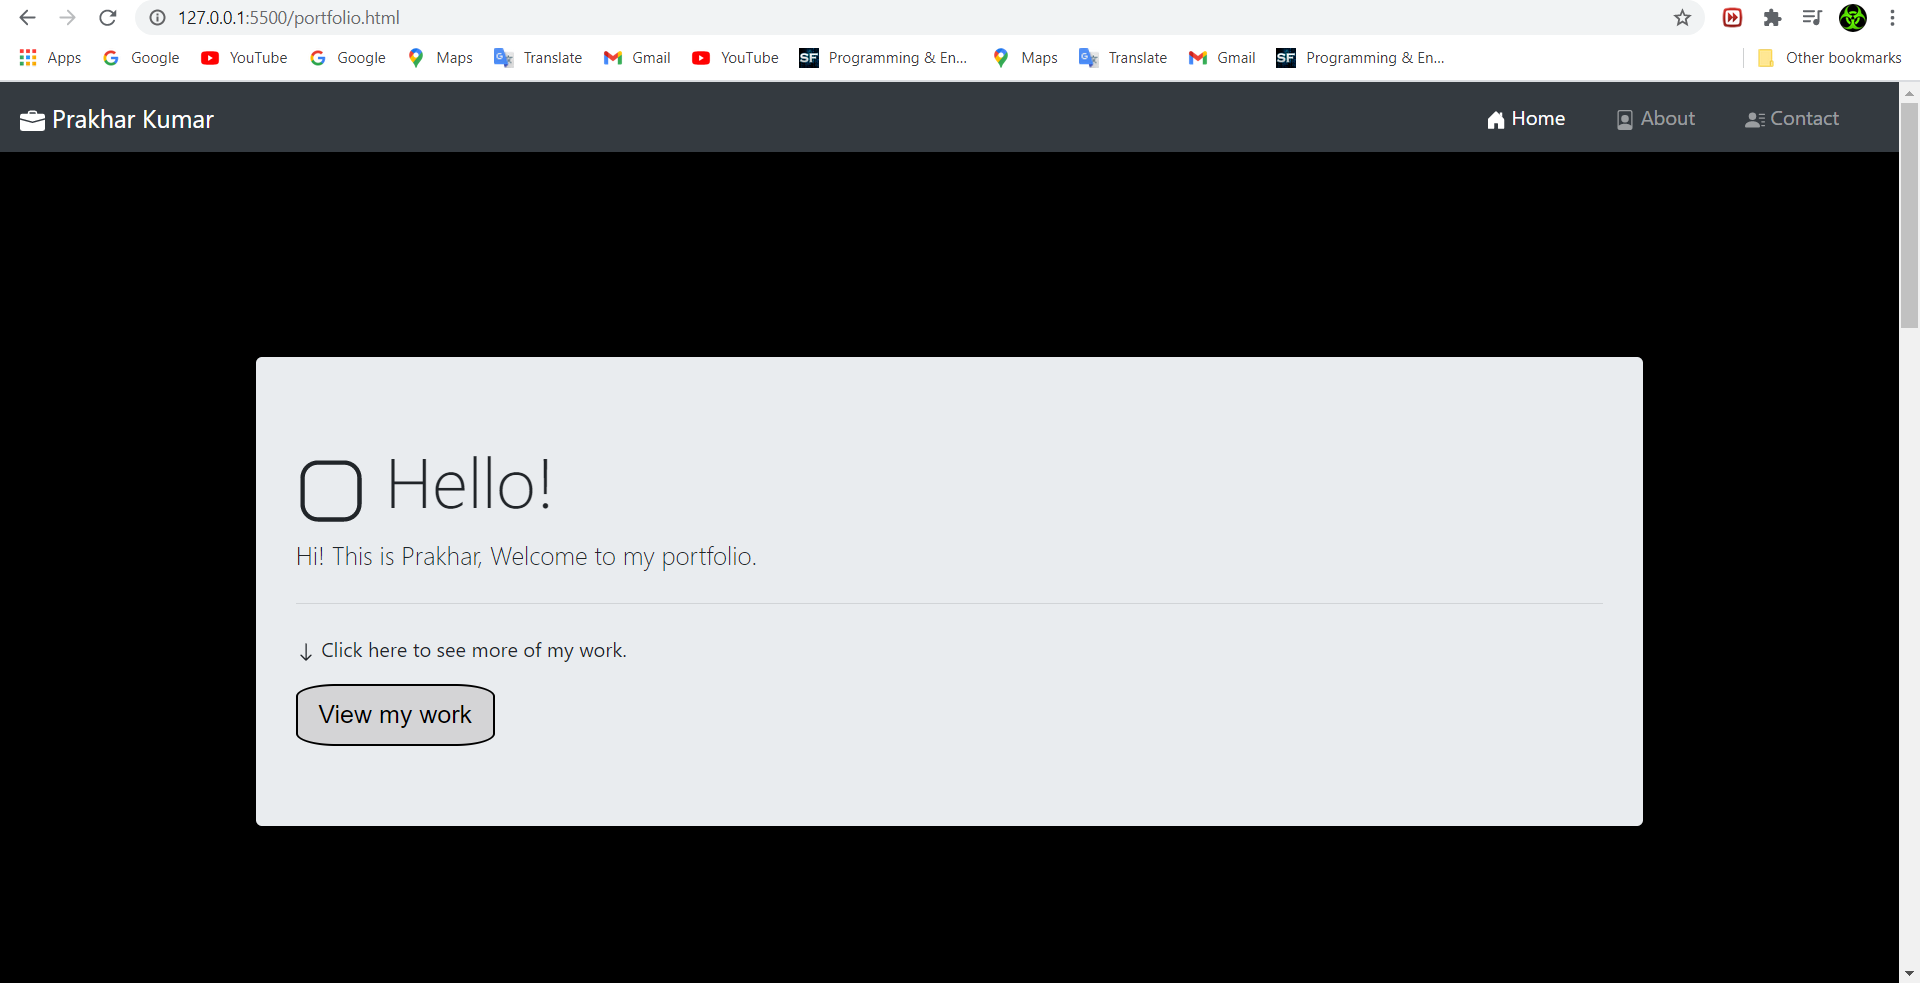 127.0.0.1:5500/portfolio.html
Apps Google YouTube Google Maps Translate Gmail YouTube SF Programming & En... Maps Translate Gmail SF Programming & En... Other bookmarks
Prakhar Kumar Home About Contact
Hello!
Hi! This is Prakhar, Welcome to my portfolio.
↓ Click here to see more of my work.
View my work